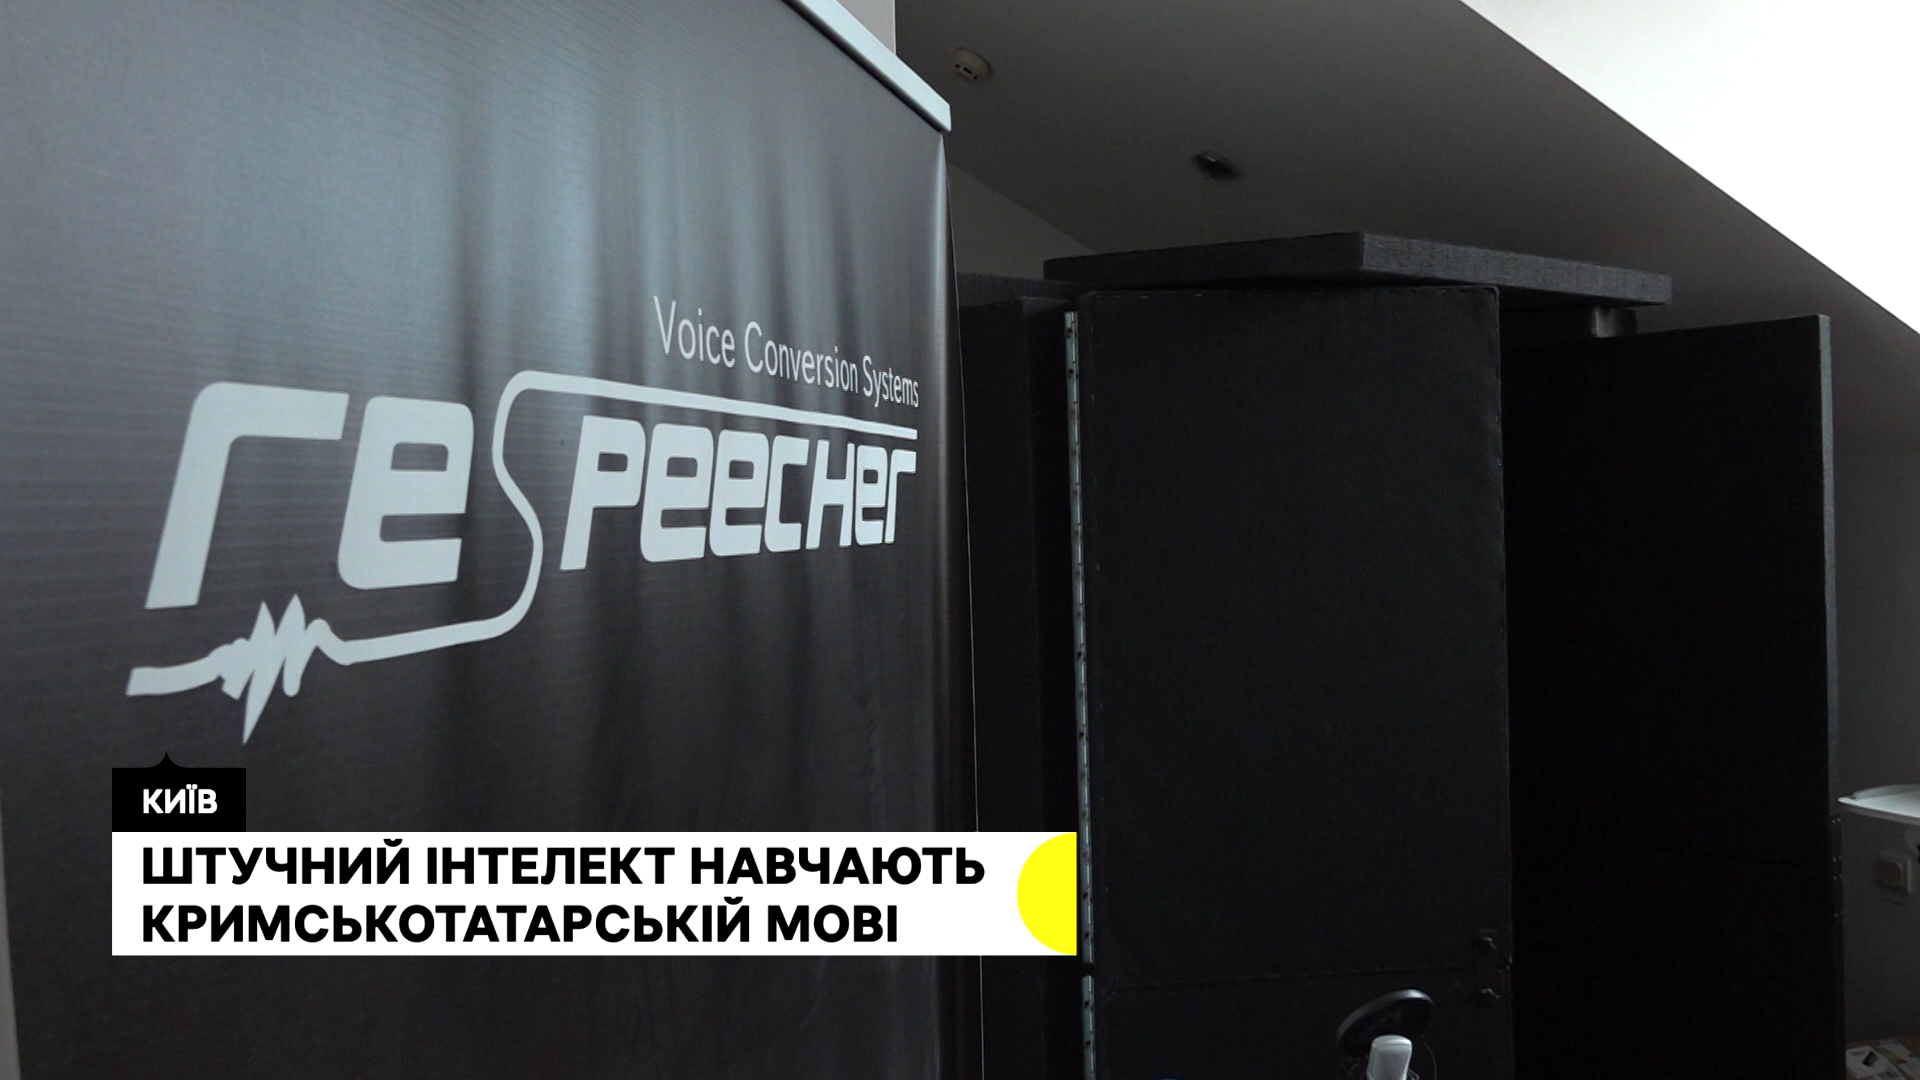 Voice Conversion Systems
reSPEECHER
КИЇВ
ШТУЧНИЙ ІНТЕЛЕКТ НАВЧАЮТЬ
КРИМСЬКОТАТАРСЬКІЙ МОВІ